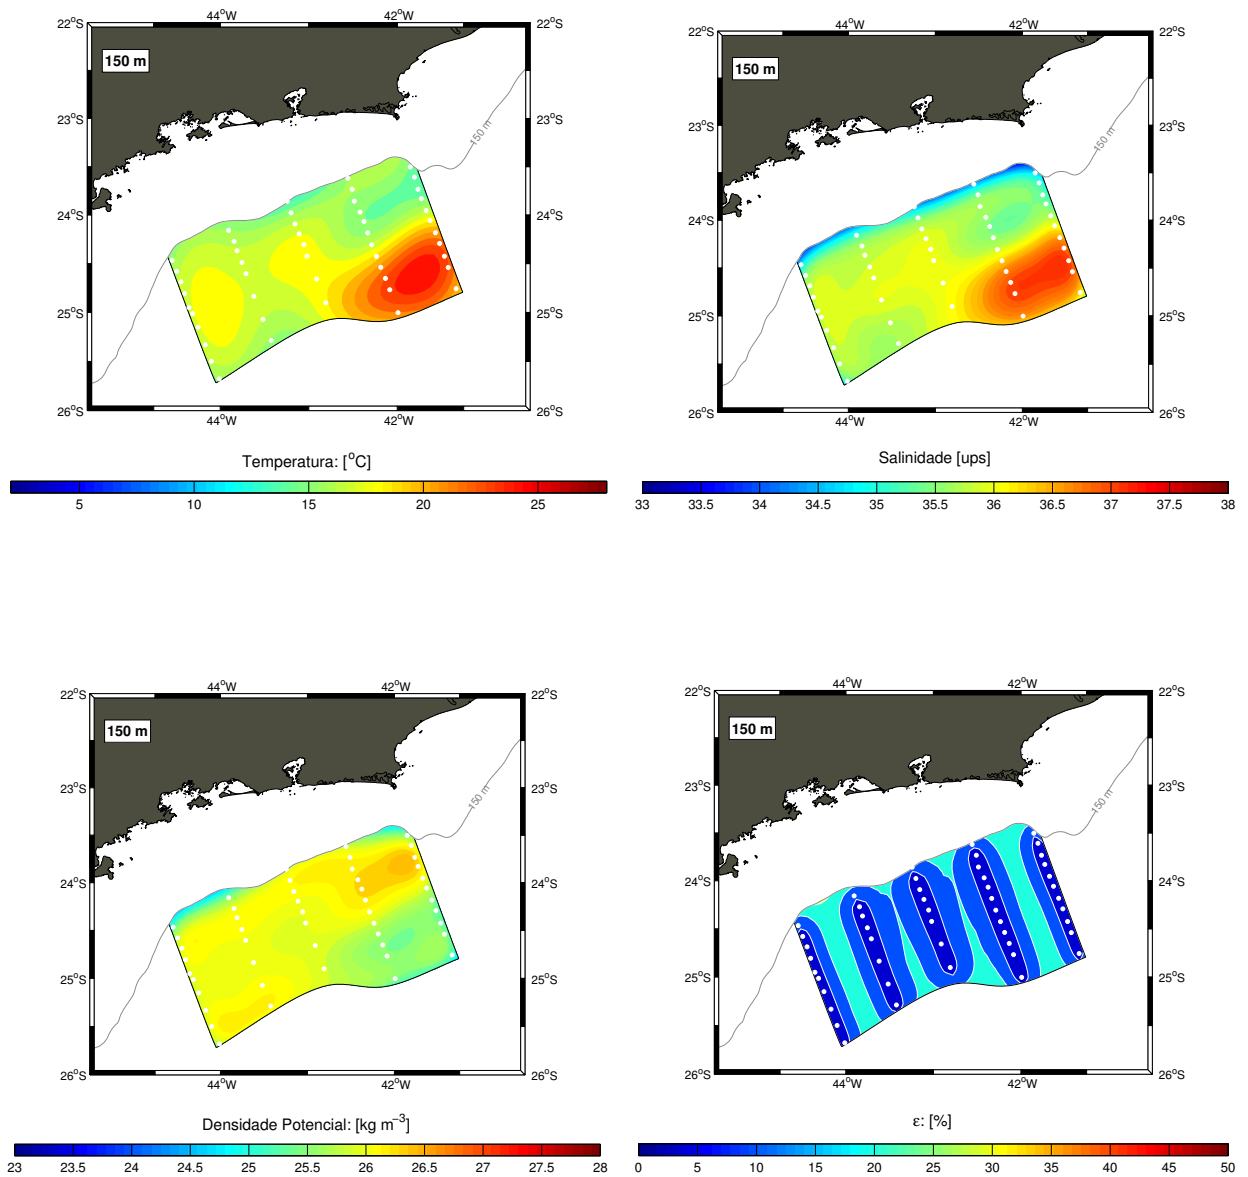 44°W 42°W
22°S 22°S
150 m
23°S 23°S
150 m
24°S 24°S
25°S 25°S
26°S 26°S
44°W 42°W
Temperatura: [°C]
5 10 15 20 25
44°W 42°W
22°S 22°S
150 m
23°S 23°S
150 m
24°S 24°S
25°S 25°S
26°S 26°S
44°W 42°W
Salinidade [ups]
33 33.5 34 34.5 35 35.5 36 36.5 37 37.5 38
44°W 42°W
22°S 22°S
150 m
23°S 23°S
150 m
24°S 24°S
25°S 25°S
26°S 26°S
44°W 42°W
Densidade Potencial: [kg m⁻³]
23 23.5 24 24.5 25 25.5 26 26.5 27 27.5 28
44°W 42°W
22°S 22°S
150 m
23°S 23°S
150 m
24°S 24°S
25°S 25°S
26°S 26°S
44°W 42°W
ε: [%]
0 5 10 15 20 25 30 35 40 45 50